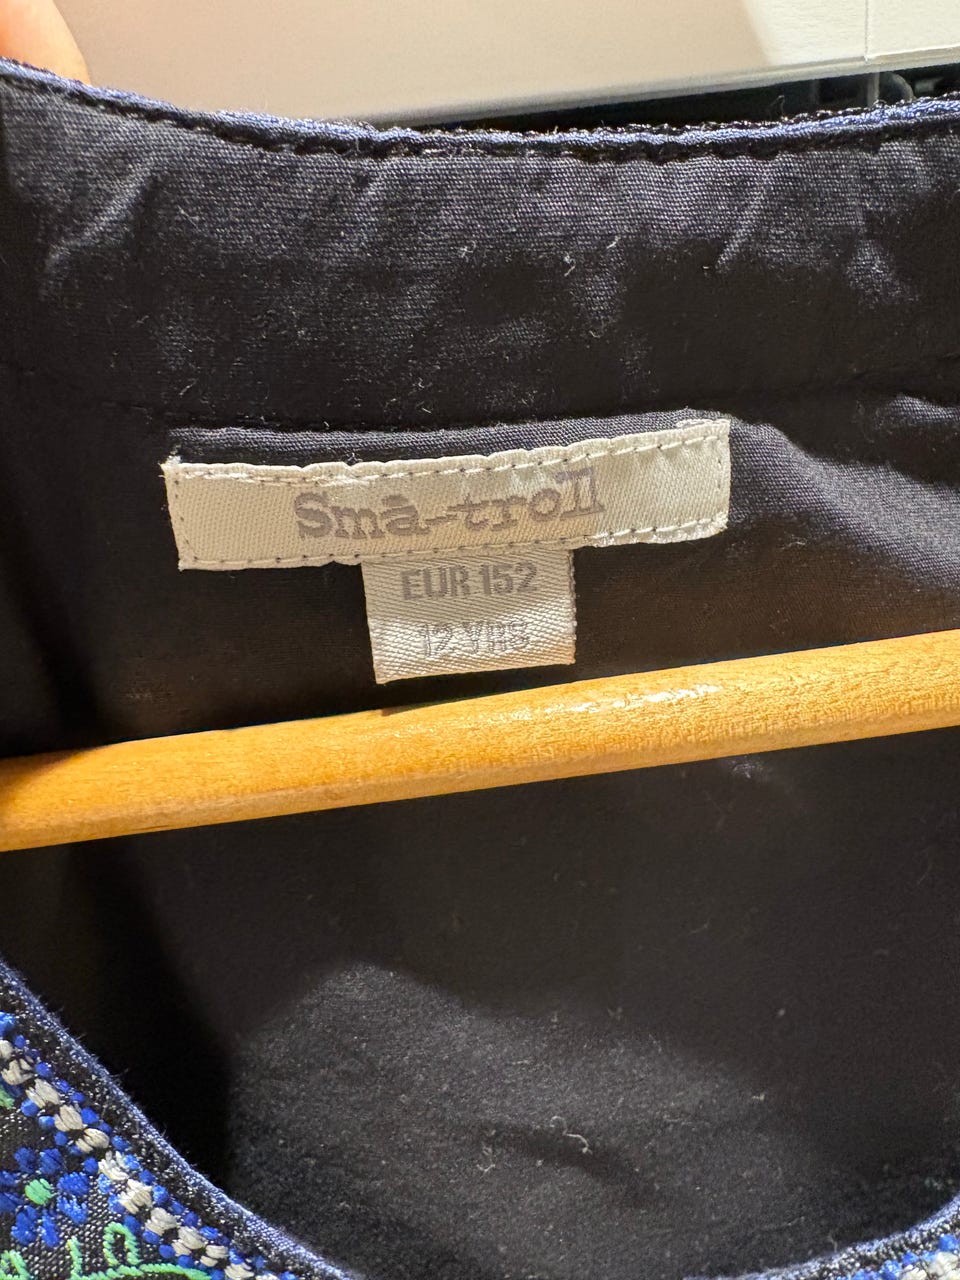 Små-troll
EUR 152
12 YRS